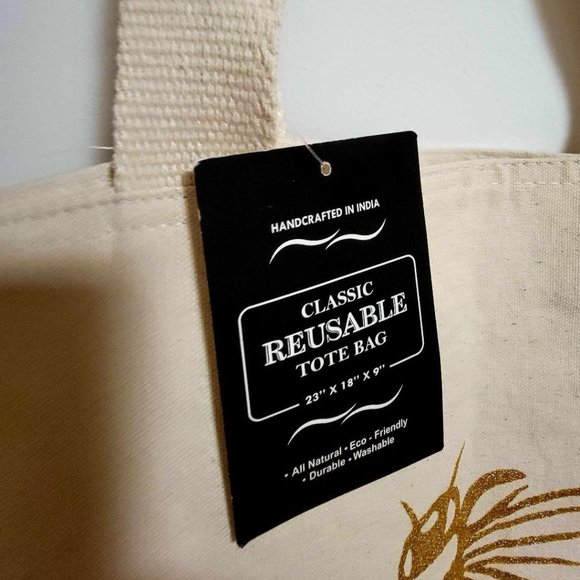 HANDCRAFTED IN INDIA
CLASSIC
REUSABLE
TOTE BAG
23" X 18" X 9"
• All Natural • Eco - Friendly
• Durable • Washable